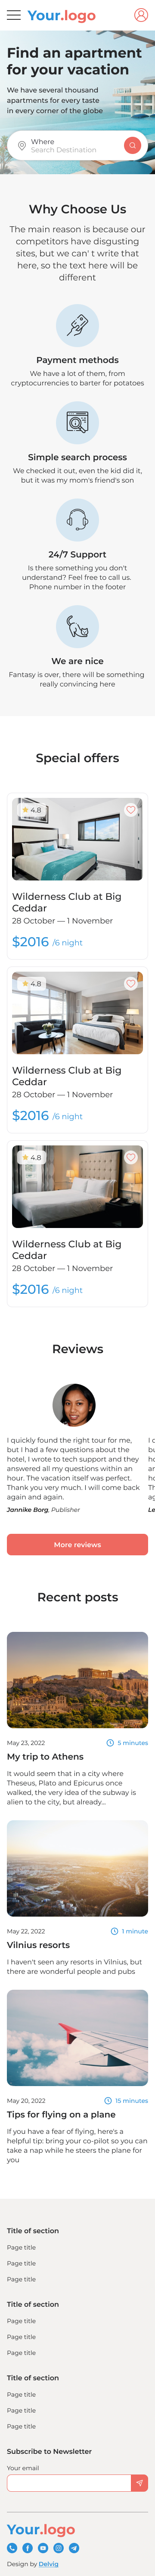 Your.logo
Find an apartment
for your vacation
We have several thousand
apartments for every taste
in every corner of the globe
Where
Search Destination
Why Choose Us
The main reason is because our
competitors have disgusting
sites, but we can' t write that
here, so the text here will be
different
Payment methods
We have a lot of them, from
cryptocurrencies to barter for potatoes
Simple search process
We checked it out, even the kid did it,
but it was my mom's friend's son
24/7 Support
Is there something you don't
understand? Feel free to call us.
Phone number in the footer
We are nice
Fantasy is over, there will be something
really convincing here
Special offers
4.8
Wilderness Club at Big
Ceddar
28 October — 1 November
$2016 /6 night
4.8
Wilderness Club at Big
Ceddar
28 October — 1 November
$2016 /6 night
4.8
Wilderness Club at Big
Ceddar
28 October — 1 November
$2016 /6 night
Reviews
I quickly found the right tour for me,
but I had a few questions about the
hotel, I wrote to tech support and they
answered all my questions within an
hour. The vacation itself was perfect.
Thank you very much. I will come back
again and again.
Jannike Borg, Publisher
More reviews
Recent posts
May 23, 2022
5 minutes
My trip to Athens
It would seem that in a city where
Theseus, Plato and Epicurus once
walked, the very idea of the subway is
alien to the city, but already...
May 22, 2022
1 minute
Vilnius resorts
I haven't seen any resorts in Vilnius, but
there are wonderful people and pubs
May 20, 2022
15 minutes
Tips for flying on a plane
If you have a fear of flying, here's a
helpful tip: bring your co-pilot so you can
take a nap while he steers the plane for
you
Title of section
Page title
Page title
Page title
Title of section
Page title
Page title
Page title
Title of section
Page title
Page title
Page title
Subscribe to Newsletter
Your email
Your.logo
Design by Delvig